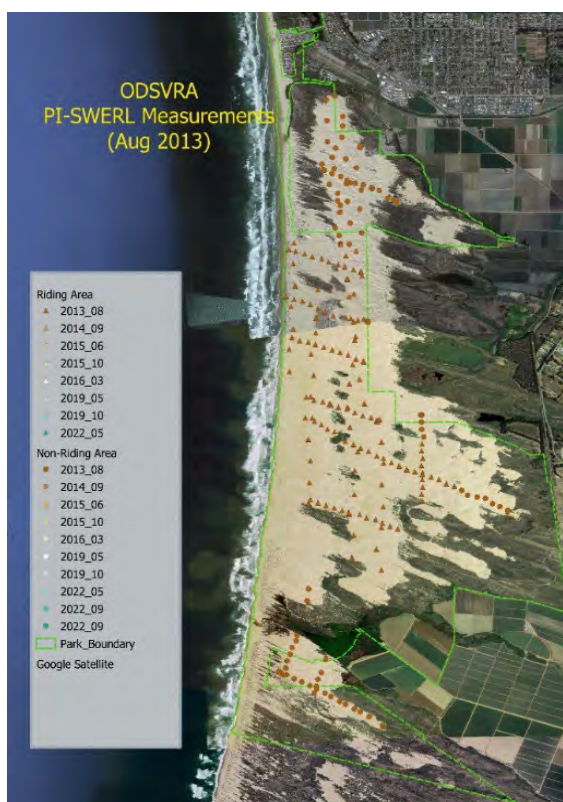 ODSVRA
PI-SWERL Measurements
(Aug 2013)
Riding Area
2013_08
2014_09
2015_06
2015_10
2016_03
2019_05
2019_10
2022_05
Non-Riding Area
2013_08
2014_09
2015_06
2015_10
2016_03
2019_05
2019_10
2022_05
2022_09
2022_09
Park_Boundary
Google Satellite